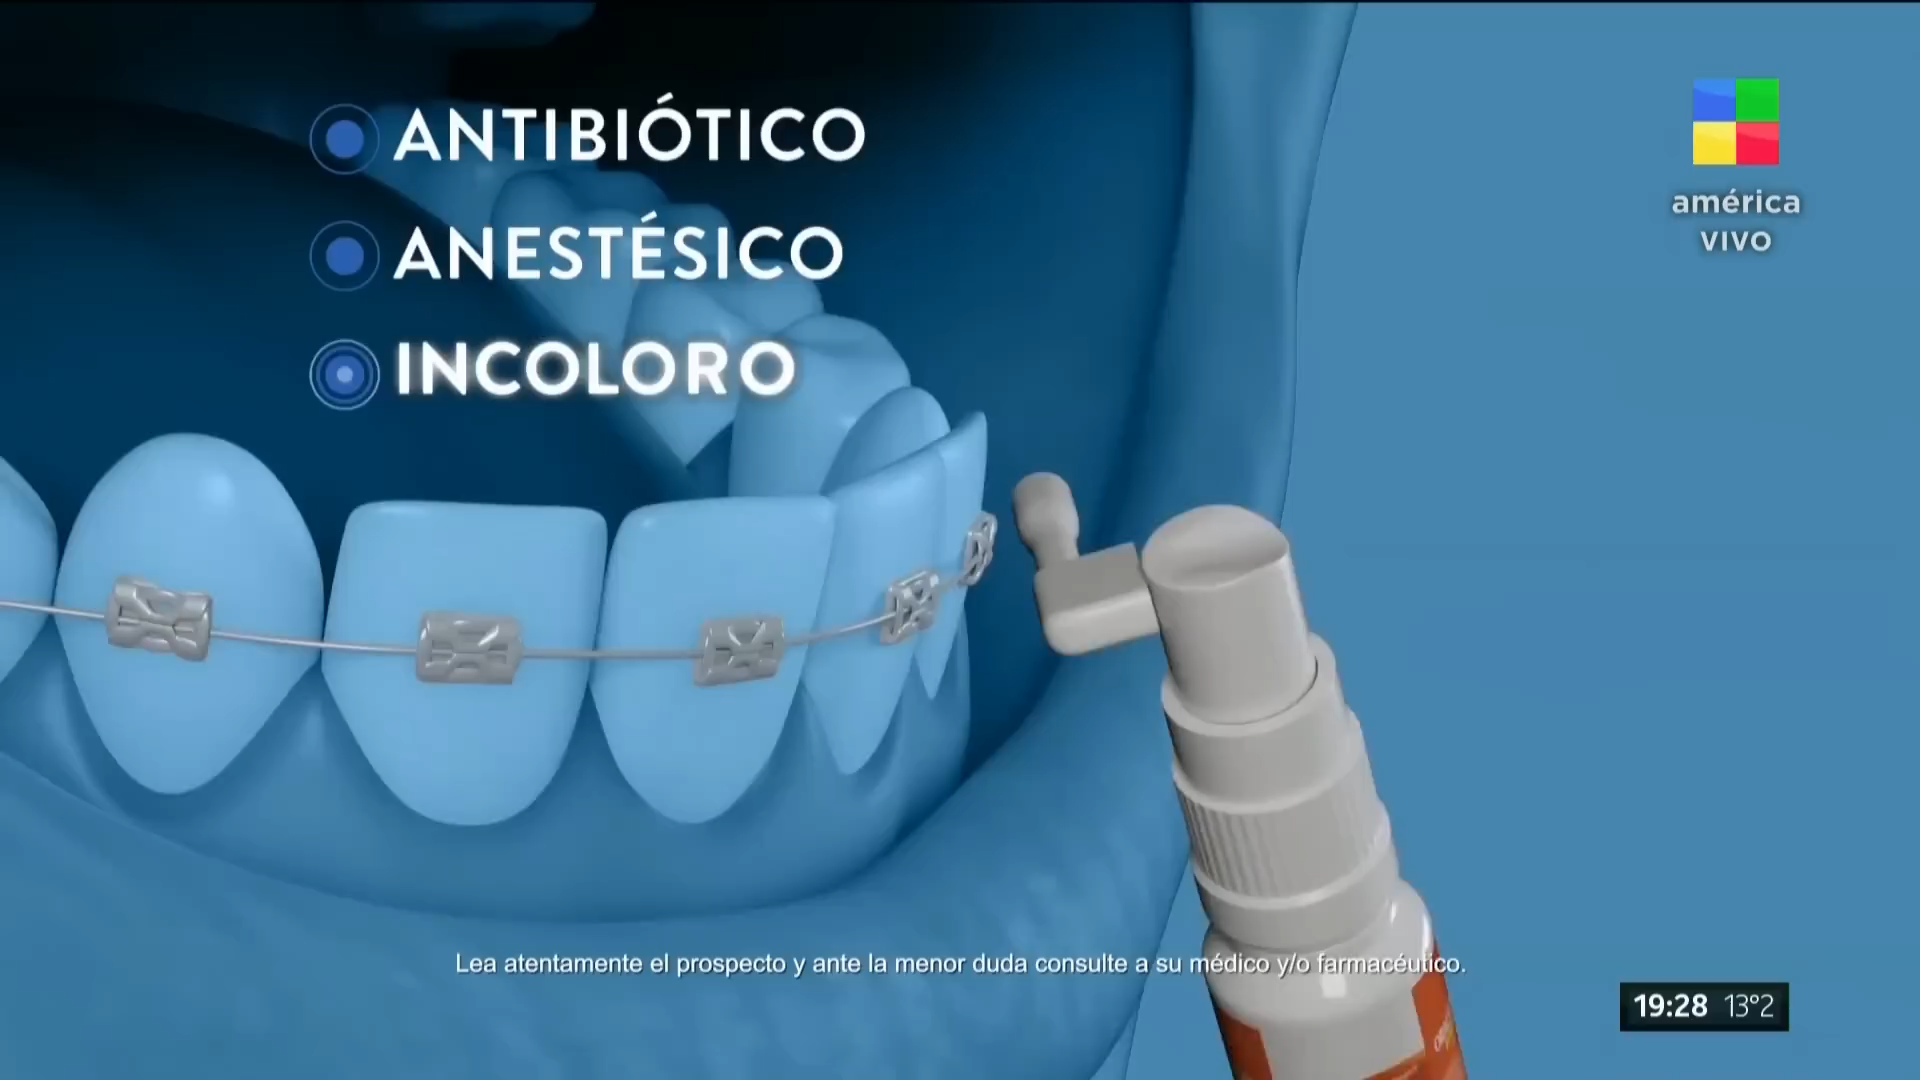 ANTIBIÓTICO
ANESTÉSICO
INCOLORO
américa
VIVO
Lea atentamente el prospecto y ante la menor duda consulte a su médico y/o farmacéutico.
19:28 13°2